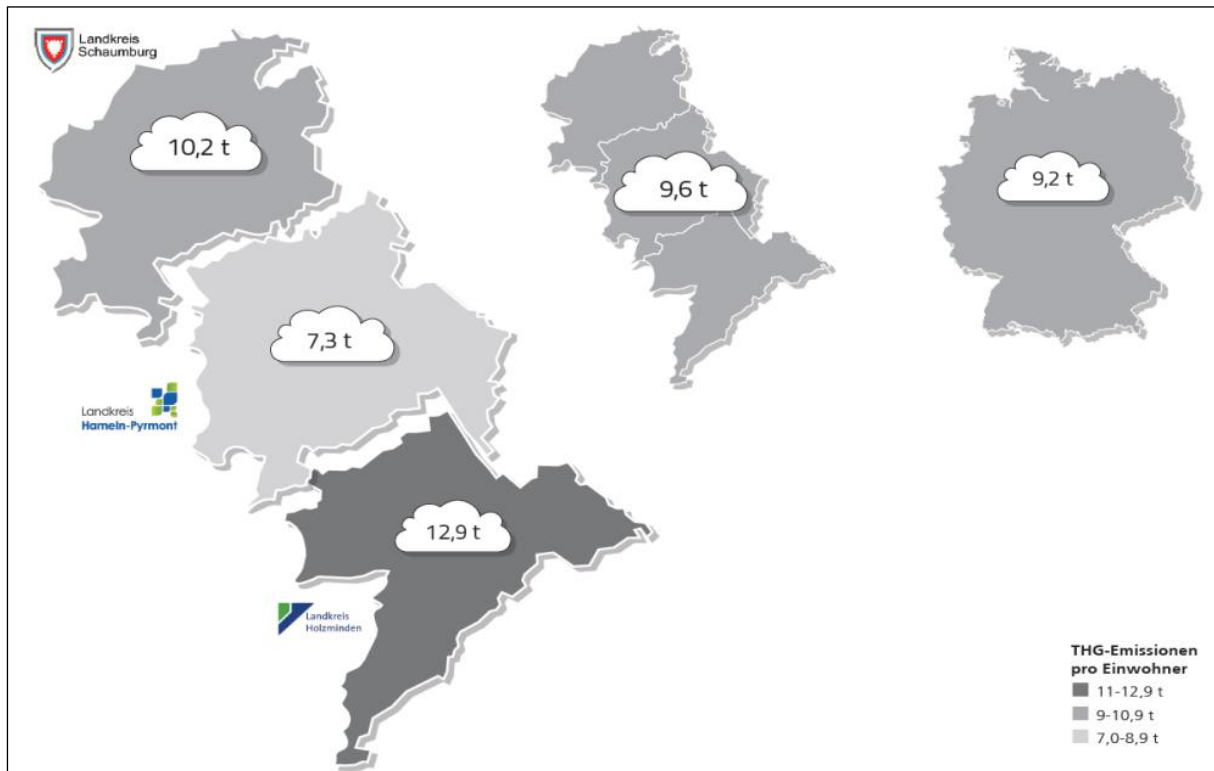 Landkreis
Schaumburg
10,2 t
9,6 t
9,2 t
7,3 t
Landkreis
Hameln-Pyrmont
12,9 t
Landkreis
Holzminden
THG-Emissionen
pro Einwohner
11-12,9 t
9-10,9 t
7,0-8,9 t